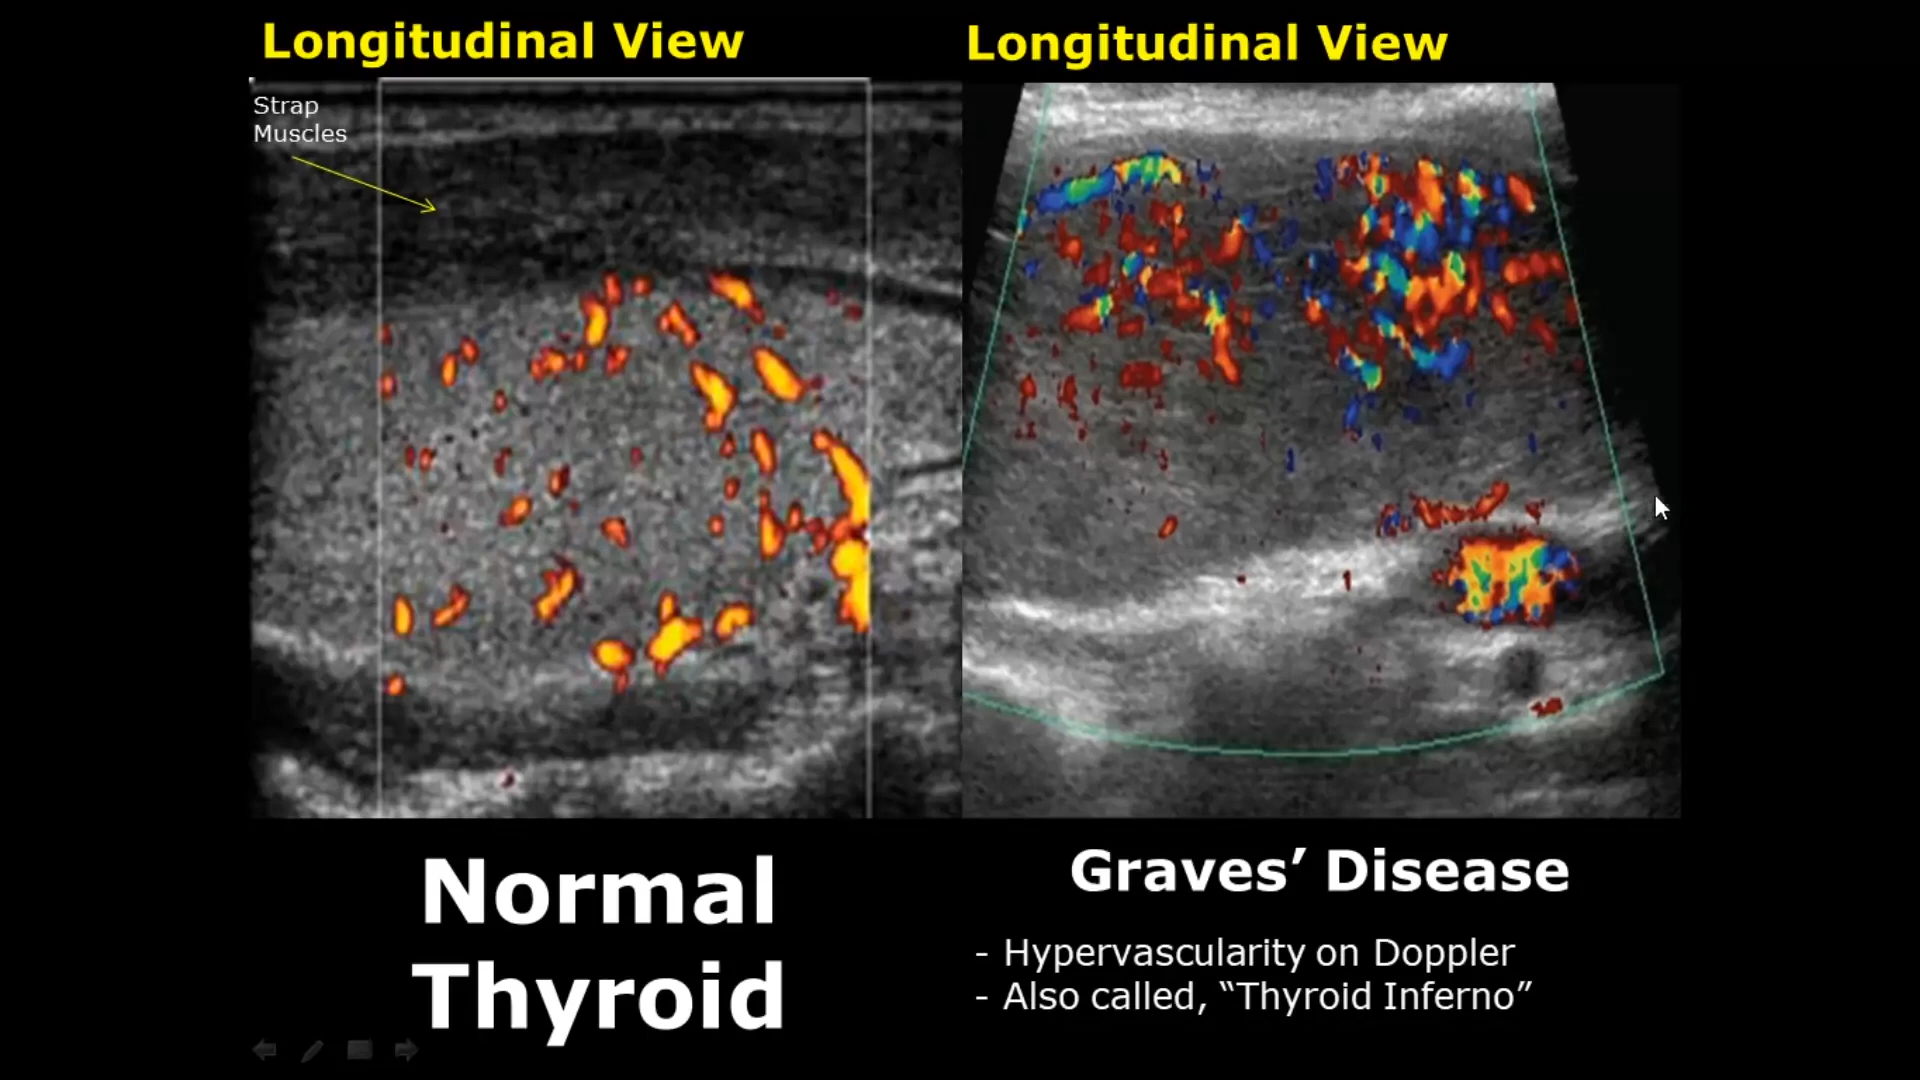 Longitudinal View
Strap
Muscles
Normal
Thyroid
Longitudinal View
Graves’ Disease
- Hypervascularity on Doppler
- Also called, “Thyroid Inferno”